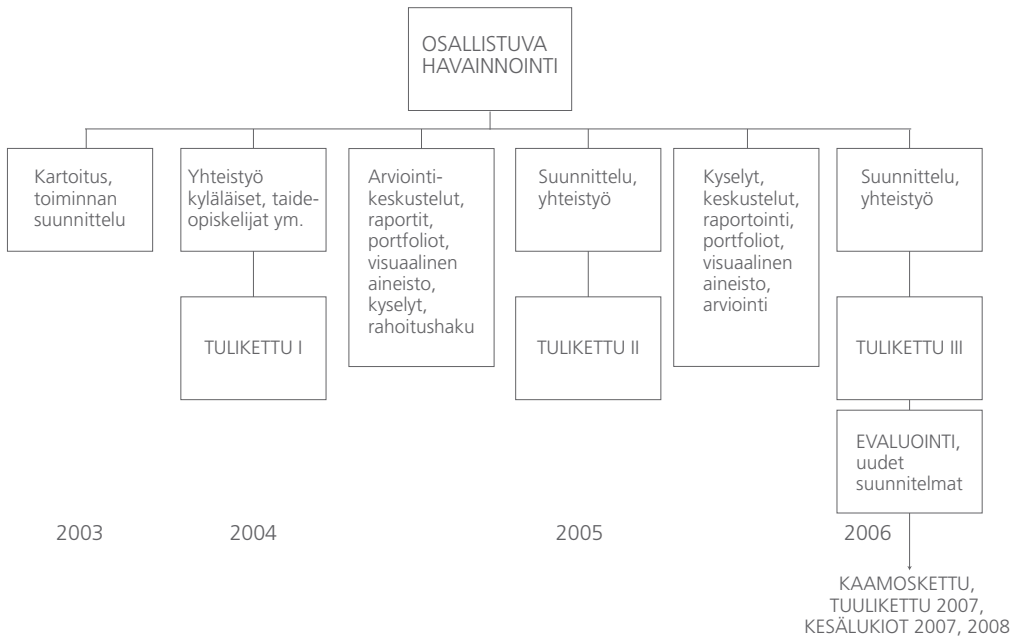 OSALLISTUVA
HAVAINNOINTI
Kartoitus,
toiminnan
suunnittelu
Yhteistyö
kyläläiset, taide-
opiskelijat ym.
TULIKETTU I
Arviointi-
keskustelut,
raportit,
portfoliot,
visuaalinen
aineisto,
kyselyt,
rahoitushaku
Suunnittelu,
yhteistyö
TULIKETTU II
Kyselyt,
keskustelut,
raportointi,
portfoliot,
visuaalinen
aineisto,
arviointi
Suunnittelu,
yhteistyö
TULIKETTU III
EVALUOINTI,
uudet
suunnitelmat
2003
2004
2005
2006
KAAMOSKETTU,
TUULIKETTU 2007,
KESÄLUKIOT 2007, 2008